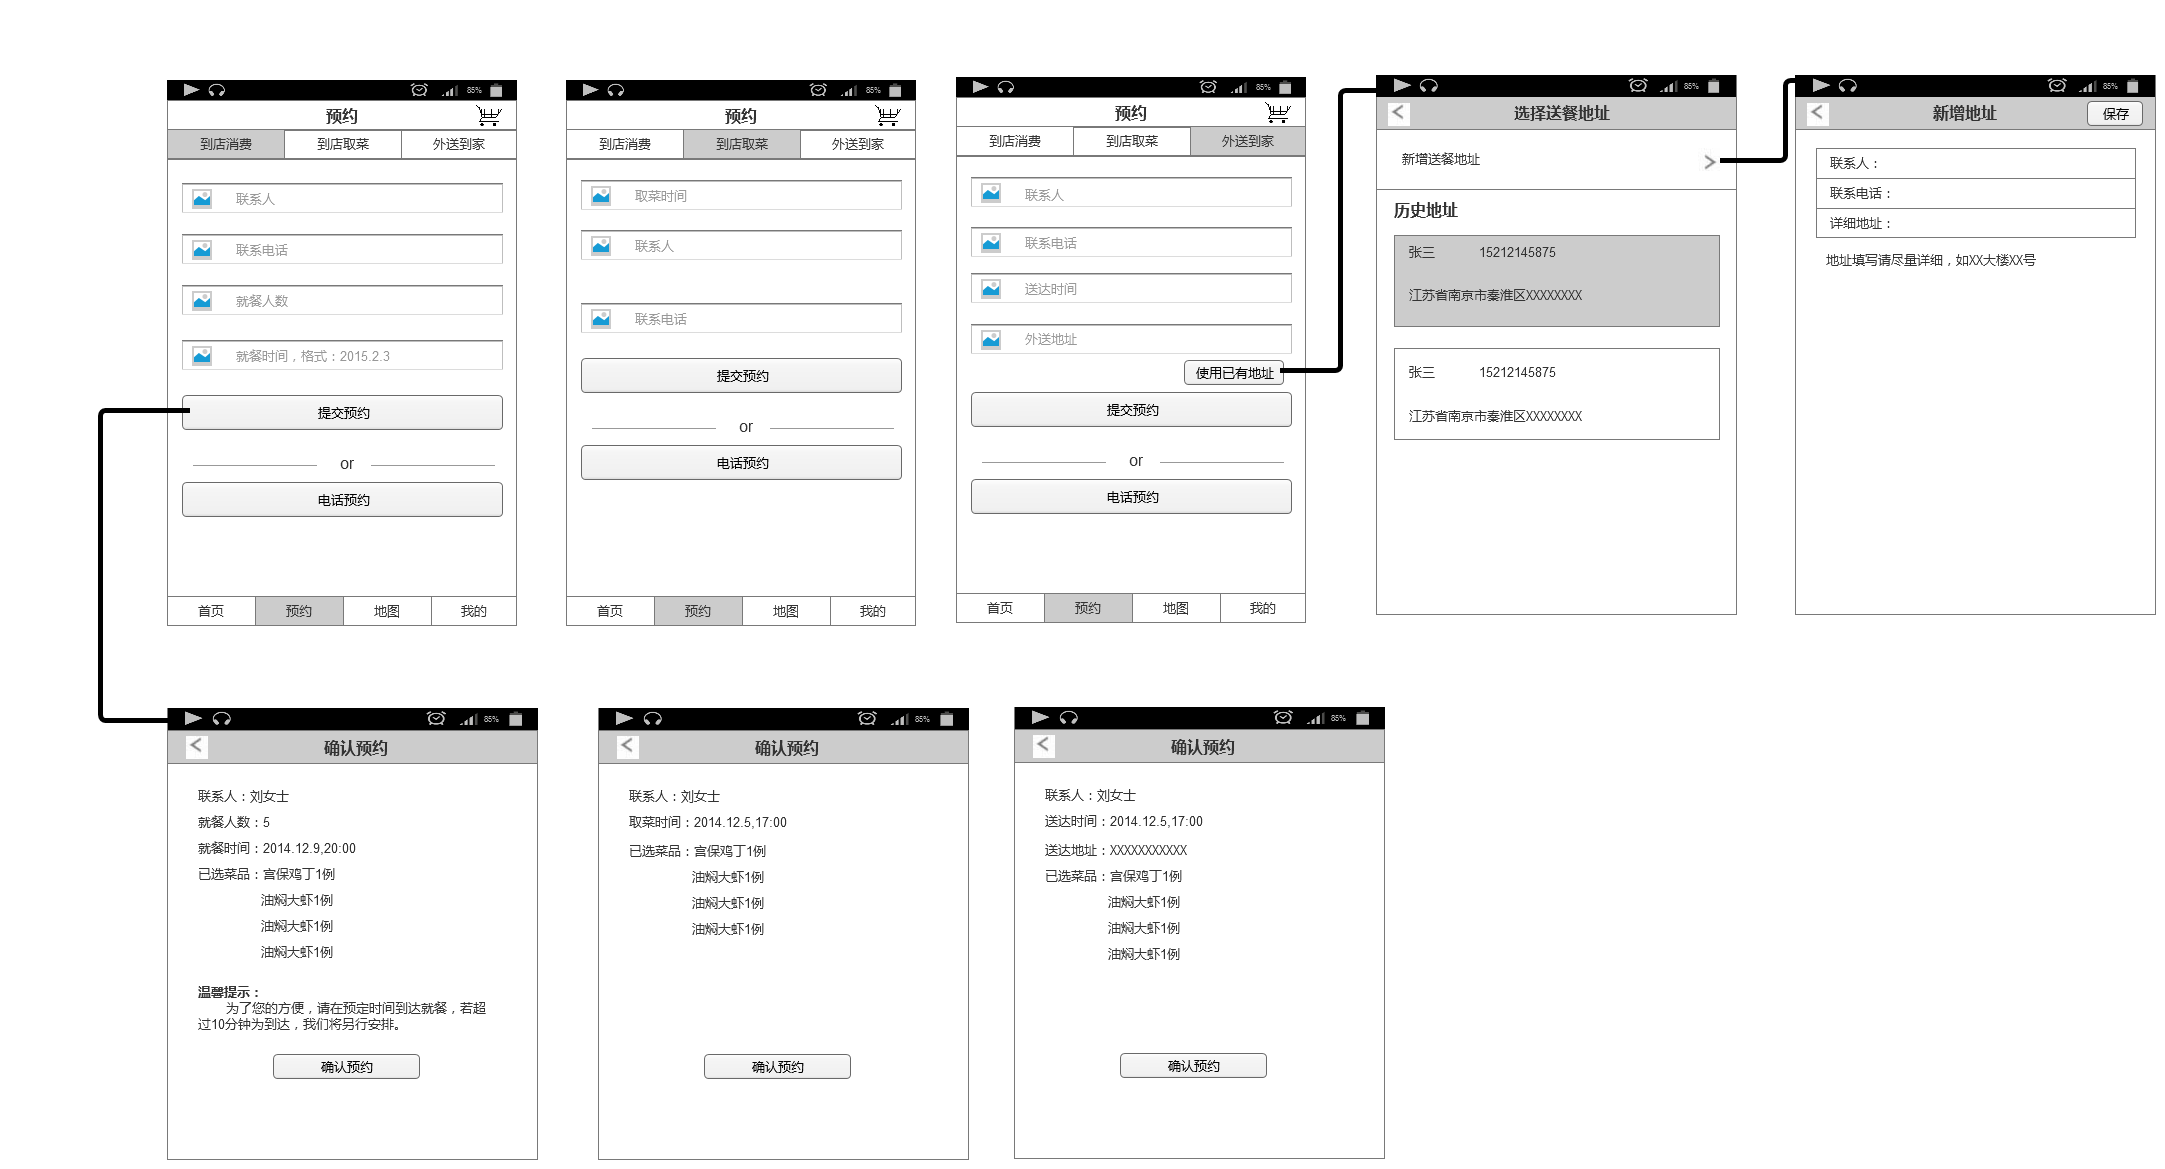 85%
预约
到店消费 到店取菜 外送到家
联系人
联系电话
就餐人数
就餐时间，格式：2015.2.3
提交预约
or
电话预约
首页 预约 地图 我的
85%
预约
到店消费 到店取菜 外送到家
取菜时间
联系人
联系电话
提交预约
or
电话预约
首页 预约 地图 我的
85%
预约
到店消费 到店取菜 外送到家
联系人
联系电话
送达时间
外送地址
使用已有地址
提交预约
or
电话预约
首页 预约 地图 我的
85%
选择送餐地址
新增送餐地址
历史地址
张三 15212145875
江苏省南京市秦淮区XXXXXXXX
张三 15212145875
江苏省南京市秦淮区XXXXXXXX
85%
新增地址 保存
联系人：
联系电话：
详细地址：
地址填写请尽量详细，如XX大楼XX号
85%
确认预约
联系人：刘女士
就餐人数：5
就餐时间：2014.12.9,20:00
已选菜品：宫保鸡丁1例
油焖大虾1例
油焖大虾1例
油焖大虾1例
温馨提示：
为了您的方便，请在预定时间到达就餐，若超
过10分钟为到达，我们将另行安排。
确认预约
85%
确认预约
联系人：刘女士
取菜时间：2014.12.5,17:00
已选菜品：宫保鸡丁1例
油焖大虾1例
油焖大虾1例
油焖大虾1例
确认预约
85%
确认预约
联系人：刘女士
送达时间：2014.12.5,17:00
送达地址：XXXXXXXXXXX
已选菜品：宫保鸡丁1例
油焖大虾1例
油焖大虾1例
油焖大虾1例
确认预约